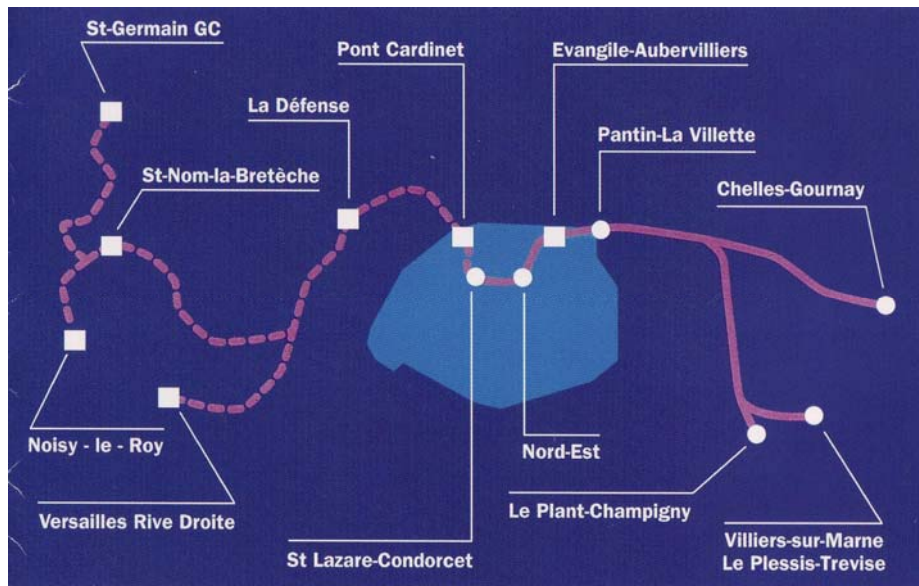 St-Germain GC
Pont Cardinet
Evangile-Aubervilliers
La Défense
Pantin-La Villette
St-Nom-la-Bretèche
Chelles-Gournay
Noisy - le - Roy
Nord-Est
Versailles Rive Droite
Le Plant-Champigny
St Lazare-Condorcet
Villiers-sur-Marne
Le Plessis-Trevise